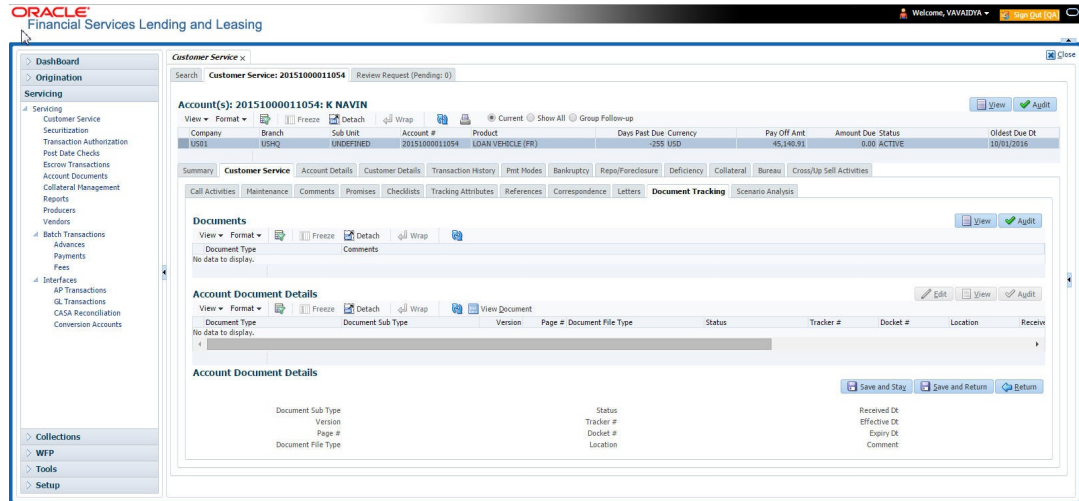 ORACLE
Financial Services Lending and Leasing
Welcome, VAVAIDYA
Sign Out [QA]
Close
DashBoard
Origination
Servicing
Servicing
Customer Service
Securitization
Transaction Authorization
Post Date Checks
Escrow Transactions
Account Documents
Collateral Management
Reports
Producers
Vendors
Batch Transactions
Advances
Payments
Fees
Interfaces
AP Transactions
GL Transactions
CASA Reconciliation
Conversion Accounts
Collections
WFP
Tools
Setup
Customer Service x
Search Customer Service: 20151000011054 Review Request (Pending: 0)
Account(s): 20151000011054: K NAVIN
View Audit
View Format Freeze Detach Wrap Current Show All Group Follow-up
Company Branch Sub Unit Account # Product Days Past Due Currency Pay Off Amt Amount Due Status Oldest Due Dt
US01 USHQ UNDEFINED 20151000011054 LOAN VEHICLE (FR) -255 USD 45,140.91 0.00 ACTIVE 10/01/2016
Summary Customer Service Account Details Customer Details Transaction History Pmt Modes Bankruptcy Repo/Foreclosure Deficiency Collateral Bureau Cross/Up Sell Activities
Call Activities Maintenance Comments Promises Checklists Tracking Attributes References Correspondence Letters Document Tracking Scenario Analysis
Documents
View Audit
View Format Freeze Detach Wrap
Document Type Comments
No data to display.
Account Document Details
Edit View Audit
View Format Freeze Detach Wrap View Document
Document Type Document Sub Type Version Page # Document File Type Status Tracker # Docket # Location Receive
No data to display.
Account Document Details
Save and Stay Save and Return Return
Document Sub Type Status Received Dt
Version Tracker # Effective Dt
Page # Docket # Expiry Dt
Document File Type Location Comment